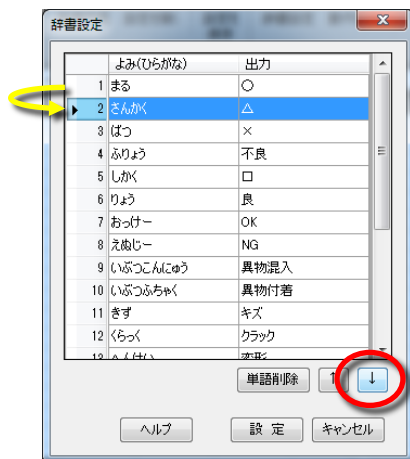 辞書設定
よみ(ひらがな) 出力
1 まる ○
2 さんかく △
3 ばつ ×
4 ふりょう 不良
5 しかく □
6 りょう 良
7 おっけー OK
8 えぬじー NG
9 いぶつこんにゅう 異物混入
10 いぶつふちゃく 異物付着
11 きず キズ
12 くらっく クラック
13 へんけい 変形
単語削除 ↑ ↓
ヘルプ 設 定 キャンセル